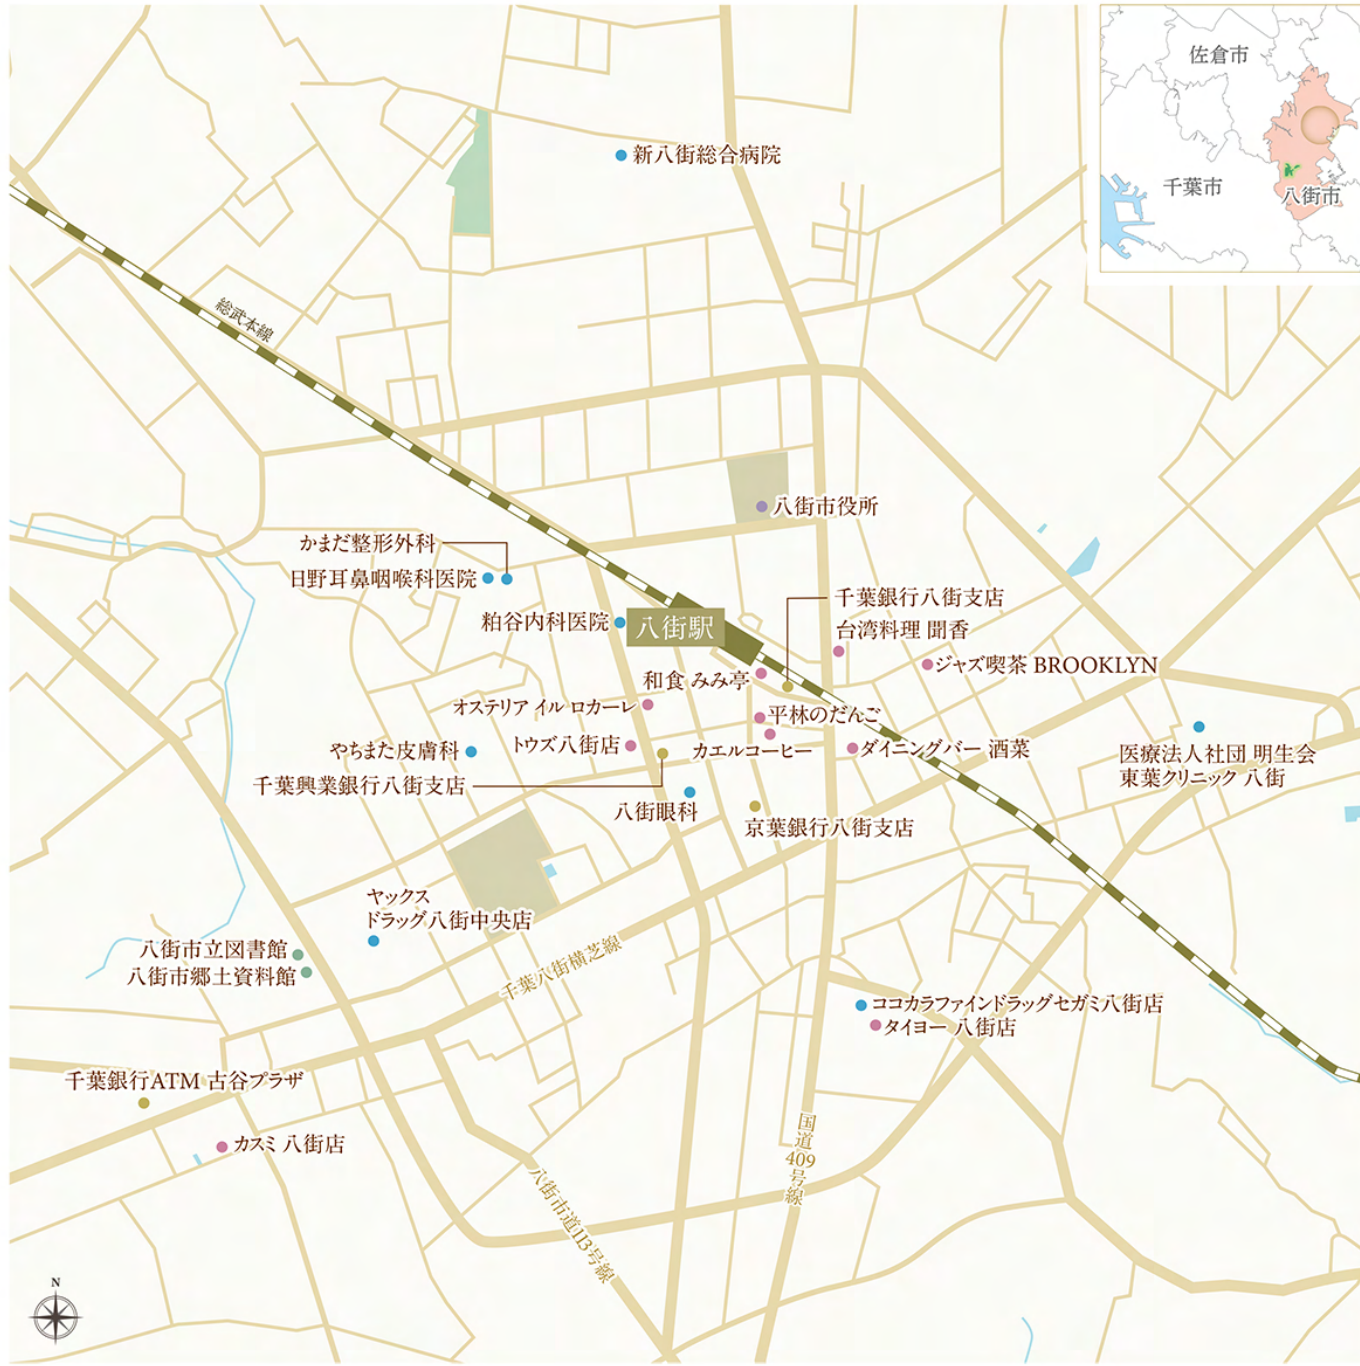 佐倉市
千葉市
八街市
新八街総合病院
総武本線
八街市役所
かまだ整形外科
日野耳鼻咽喉科医院
粕谷内科医院
八街駅
千葉銀行八街支店
台湾料理 聞香
ジャズ喫茶 BROOKLYN
和食 みみ亭
オステリア イル ロカーレ
平林のだんご
トウズ八街店
カエルコーヒー
ダイニングバー 酒菜
やちまた皮膚科
千葉興業銀行八街支店
医療法人社団 明生会
東葉クリニック 八街
八街眼科
京葉銀行八街支店
ヤックス
ドラッグ八街中央店
八街市立図書館
八街市郷土資料館
千葉八街横芝線
ココカラファインドラッグセガミ八街店
タイヨー 八街店
千葉銀行ATM 古谷プラザ
カスミ 八街店
国道409号線
八街市道113号線
N